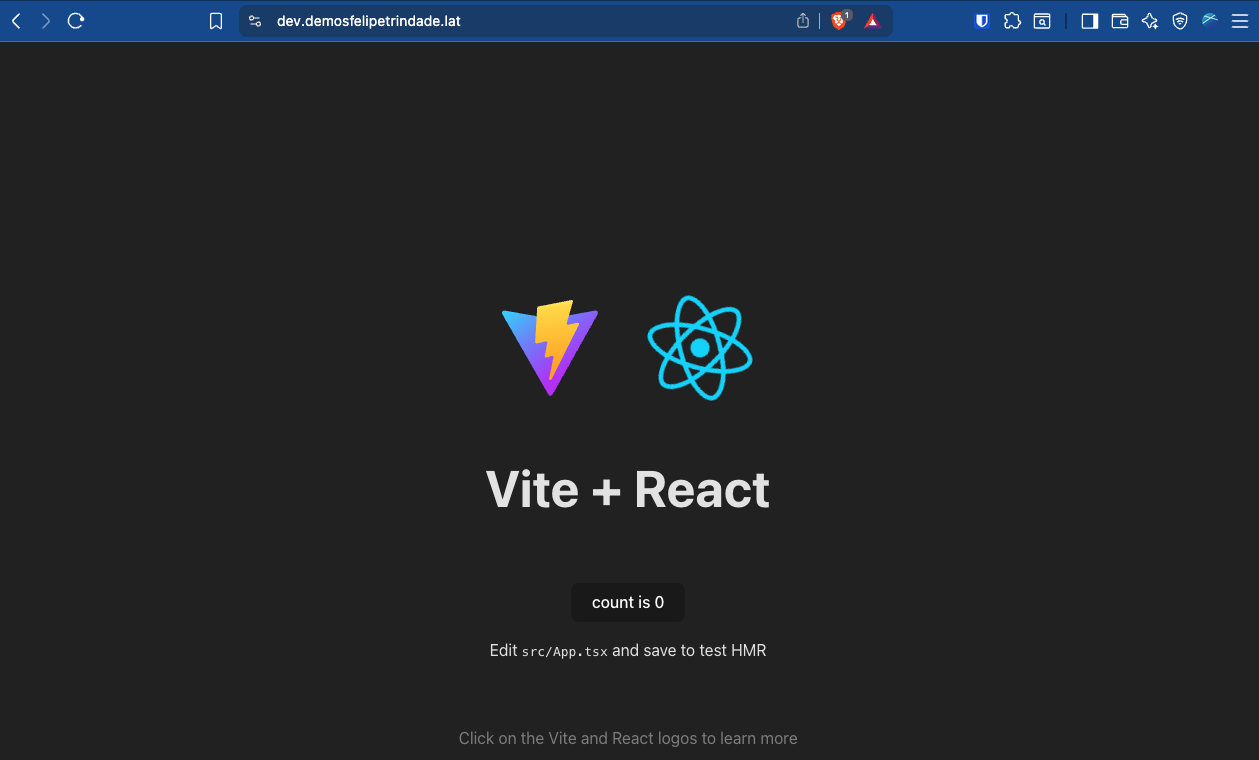 dev.demosfelipetrindade.lat
1
Vite + React
count is 0
Edit src/App.tsx and save to test HMR
Click on the Vite and React logos to learn more